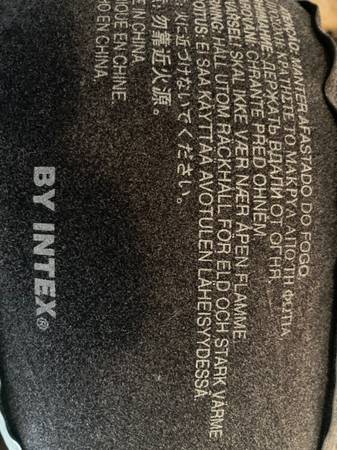 MANTER AFASTADO DO FOGO.
ΚΡΑΤΗΣΤΕ ΤΟ ΜΑΚΡΥΑ ΑΠΟ ΤΗ ΦΩΤΙΑ
ДЕРЖАТЬ ВДАЛИ ОТ ОГНЯ.
CHRANTE PRED OHNEM.
SKAL IKKE VÆR NÆR ÅPEN FLAMME.
HÅLL UTOM RÄCKHÅLL FÖR ELD OCH STARK VÄRME
EI SAA KÄYTTÄÄ AVOTULEN LÄHEISYYDESSÄ.
火に近づけないでください。
勿靠近火源。
IN CHINA
EN CHINE
EN CHINA
BY INTEX®